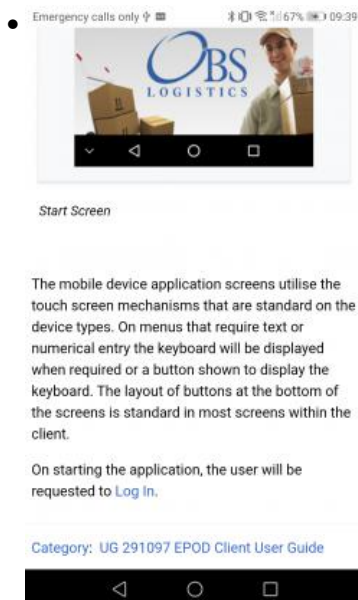 Emergency calls only
67% 09:39
OBS
LOGISTICS
Start Screen
The mobile device application screens utilise the
touch screen mechanisms that are standard on the
device types. On menus that require text or
numerical entry the keyboard will be displayed
when required or a button shown to display the
keyboard. The layout of buttons at the bottom of
the screens is standard in most screens within the
client.
On starting the application, the user will be
requested to Log In.
Category: UG 291097 EPOD Client User Guide